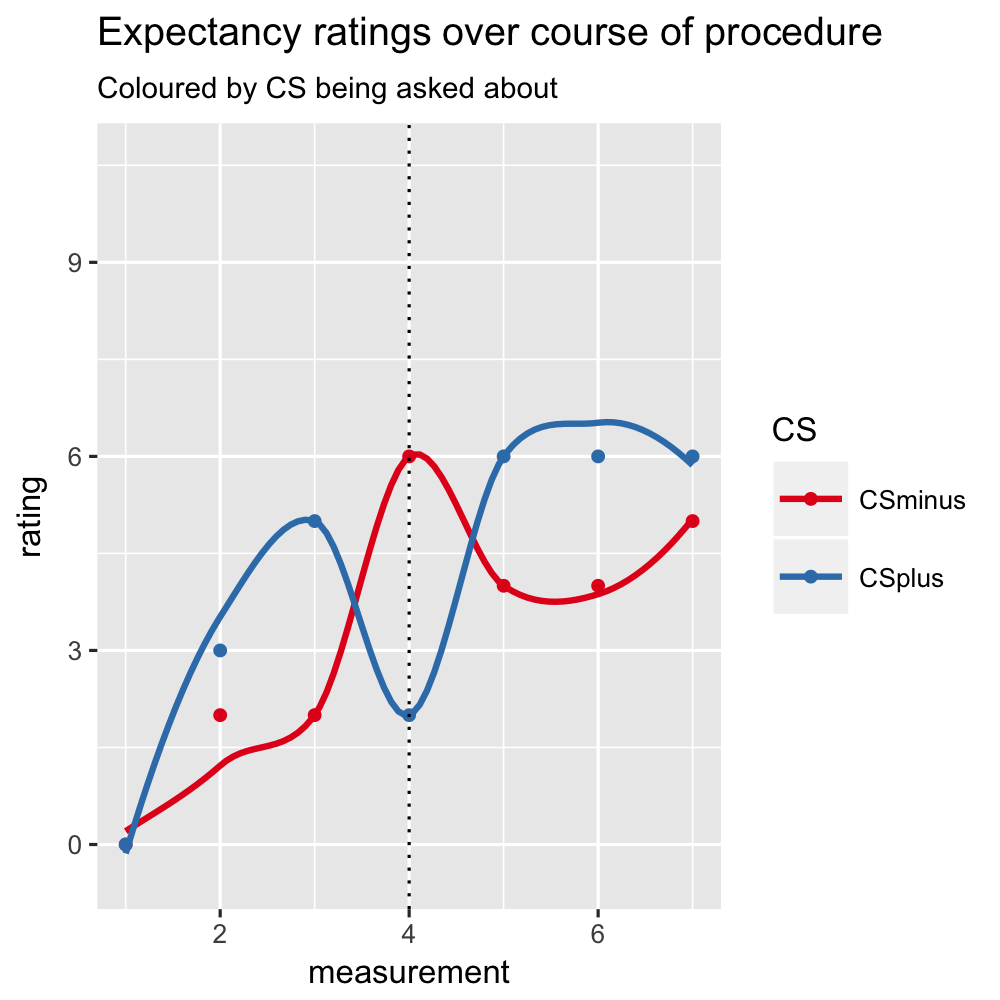 Expectancy ratings over course of procedure
Coloured by CS being asked about
9
6
3
0
rating
2
4
6
measurement
CS
CSminus
CSplus